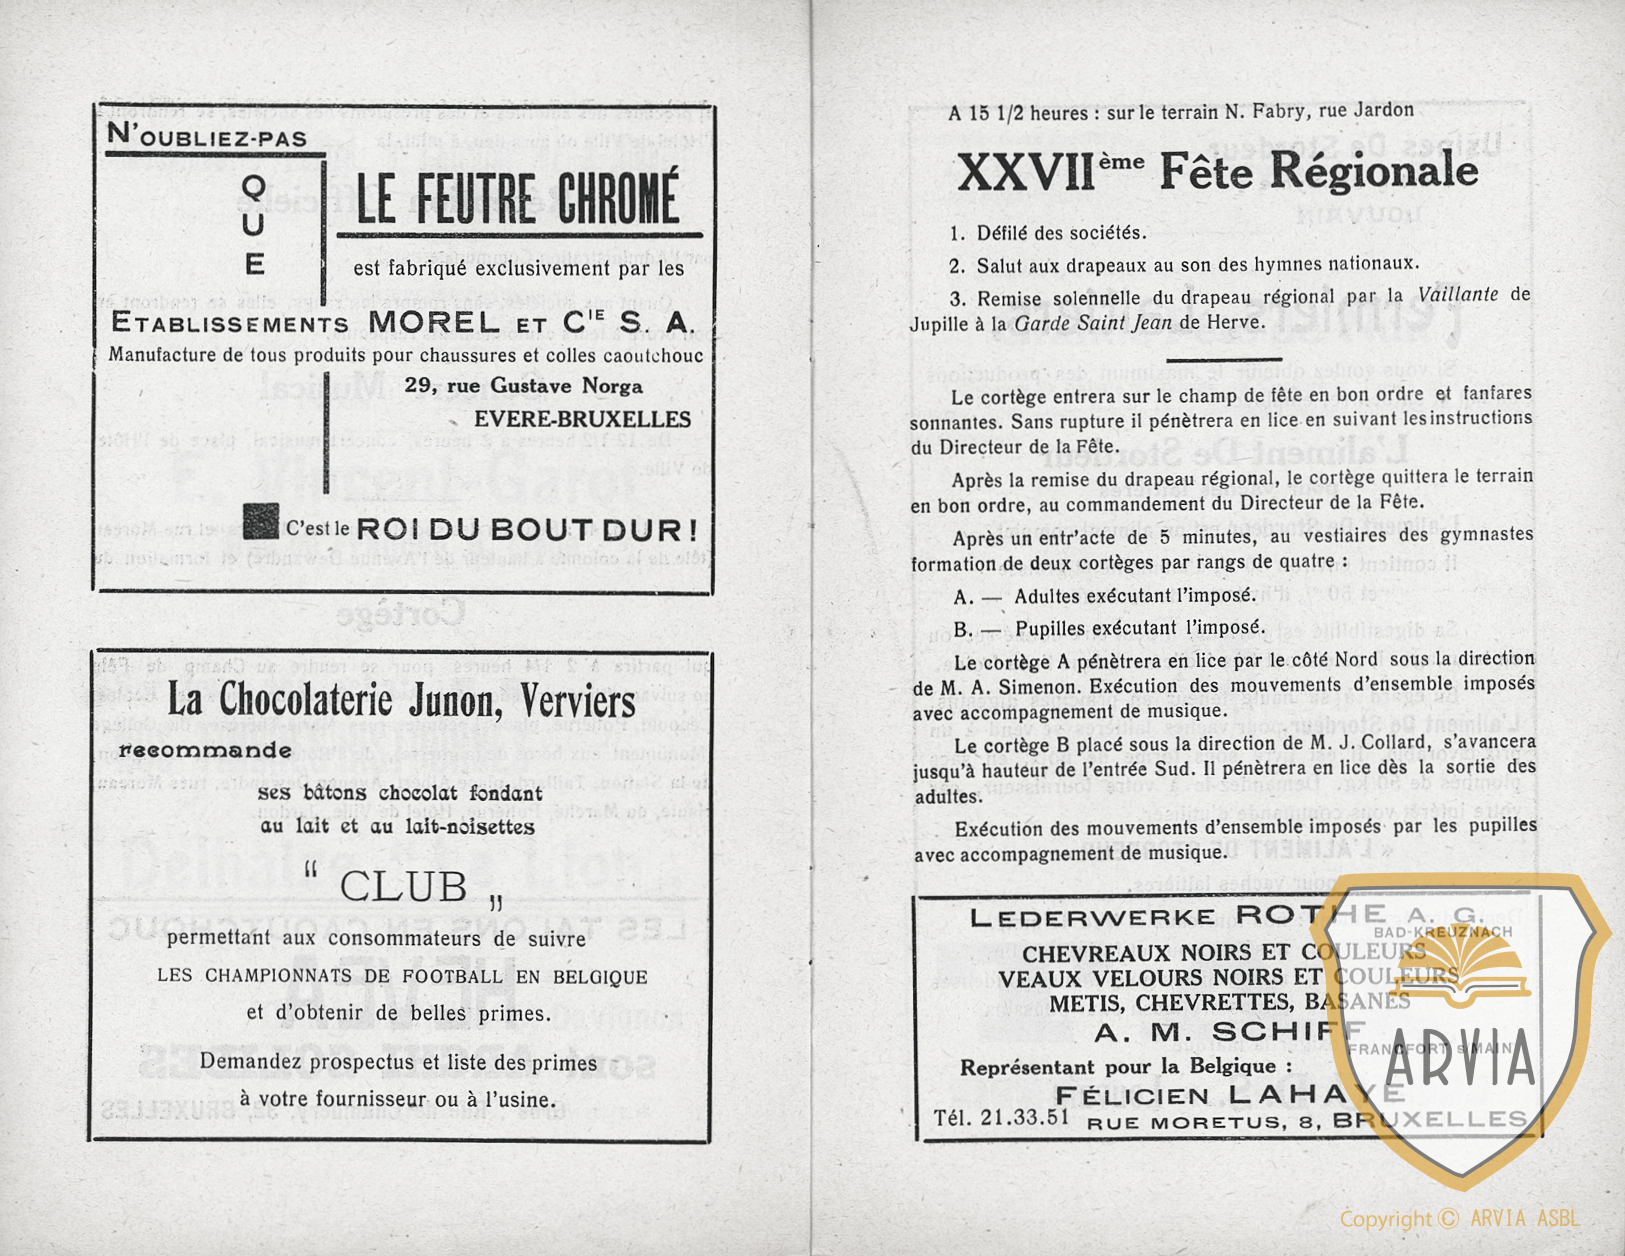 N'OUBLIEZ-PAS
QUE
LE FEUTRE CHROMÉ
est fabriqué exclusivement par les
ETABLISSEMENTS MOREL ET CIE S. A.
Manufacture de tous produits pour chaussures et colles caoutchouc
29, rue Gustave Norga
EVERE-BRUXELLES
C'est le ROI DU BOUT DUR!
La Chocolaterie Junon, Verviers
recommande
ses bâtons chocolat fondant
au lait et au lait-noisettes
“ CLUB „
permettant aux consommateurs de suivre
LES CHAMPIONNATS DE FOOTBALL EN BELGIQUE
et d'obtenir de belles primes.
Demandez prospectus et liste des primes
à votre fournisseur ou à l'usine.
A 15 1/2 heures : sur le terrain N. Fabry, rue Jardon
XXVIIème Fête Régionale
1. Défilé des sociétés.
2. Salut aux drapeaux au son des hymnes nationaux.
3. Remise solennelle du drapeau régional par la Vaillante de
Jupille à la Garde Saint Jean de Herve.
Le cortège entrera sur le champ de fête en bon ordre et fanfares
sonnantes. Sans rupture il pénètrera en lice en suivant les instructions
du Directeur de la Fête.
Après la remise du drapeau régional, le cortège quittera le terrain
en bon ordre, au commandement du Directeur de la Fête.
Après un entr'acte de 5 minutes, au vestiaires des gymnastes
formation de deux cortèges par rangs de quatre :
A. — Adultes exécutant l'imposé.
B. — Pupilles exécutant l'imposé.
Le cortège A pénètrera en lice par le côté Nord sous la direction
de M. A. Simenon. Exécution des mouvements d'ensemble imposés
avec accompagnement de musique.
Le cortège B placé sous la direction de M. J. Collard, s'avancera
jusqu'à hauteur de l'entrée Sud. Il pénètrera en lice dès la sortie des
adultes.
Exécution des mouvements d'ensemble imposés par les pupilles
avec accompagnement de musique.
LEDERWERKE ROTHE A. G.
BAD-KREUZNACH
CHEVREAUX NOIRS ET COULEURS
VEAUX VELOURS NOIRS ET COULEURS
METIS, CHEVRETTES, BASANES
A. M. SCHIFF
FRANCFORT s/MAIN
Représentant pour la Belgique :
FÉLICIEN LAHAYE
Tél. 21.33.51 RUE MORETUS, 8, BRUXELLES
ARVIA
Copyright © ARVIA ASBL